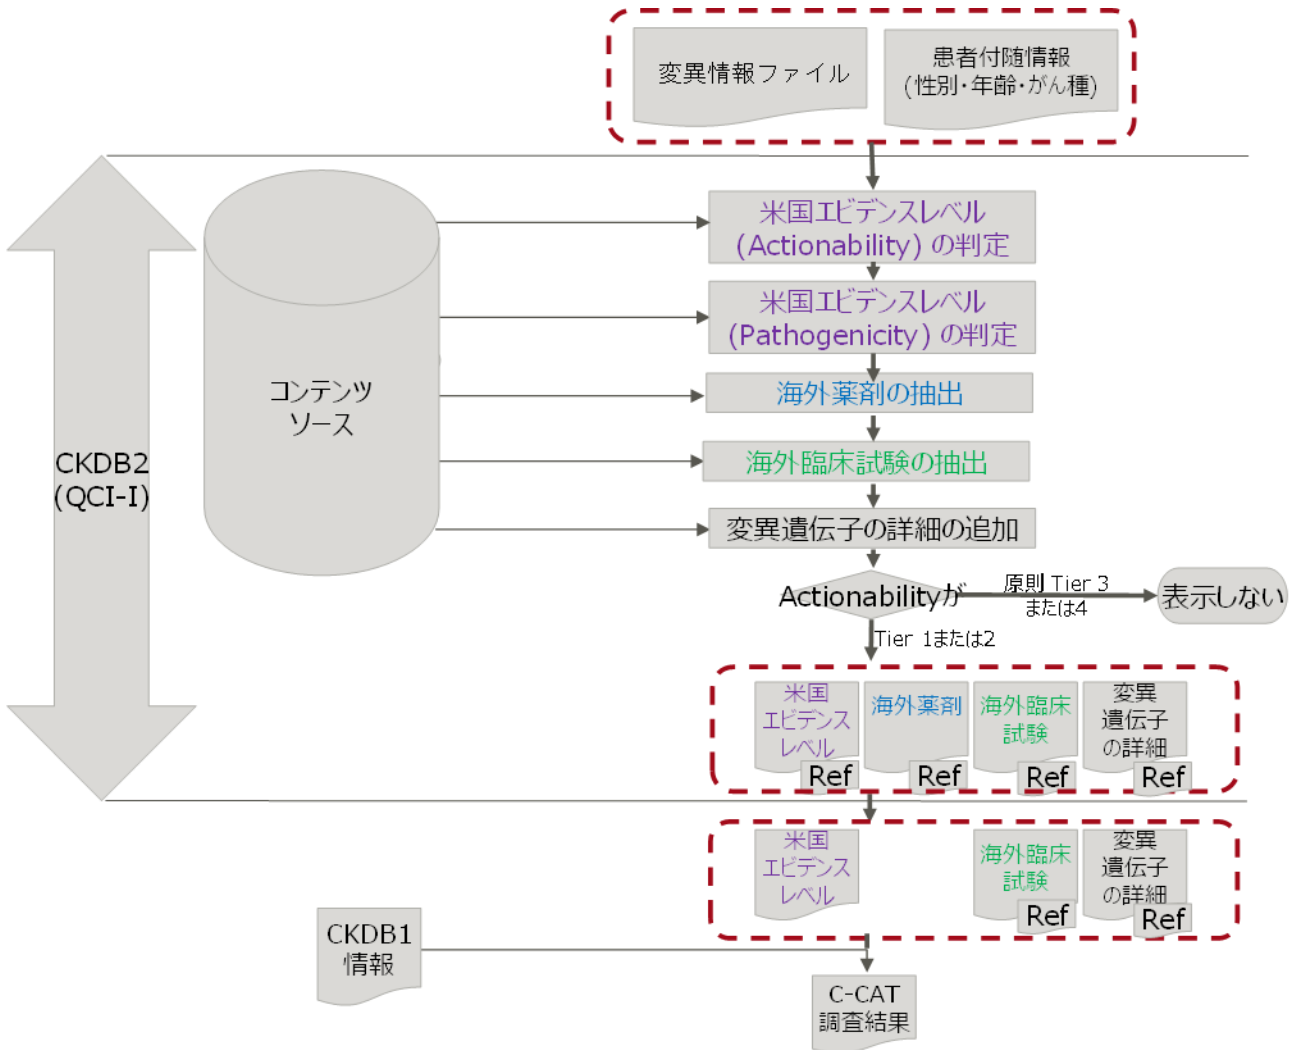 変異情報ファイル
患者付随情報
(性別・年齢・がん種)
米国エビデンスレベル
(Actionability) の判定
米国エビデンスレベル
(Pathogenicity) の判定
コンテンツ
ソース
海外薬剤の抽出
海外臨床試験の抽出
CKDB2
(QCI-I)
変異遺伝子の詳細の追加
Actionabilityが
原則 Tier 3
または4
表示しない
Tier 1または2
米国
エビデンス
レベル
Ref
海外薬剤
Ref
海外臨床
試験
Ref
変異
遺伝子
の詳細
Ref
米国
エビデンス
レベル
海外臨床
試験
Ref
変異
遺伝子
の詳細
Ref
CKDB1
情報
C-CAT
調査結果